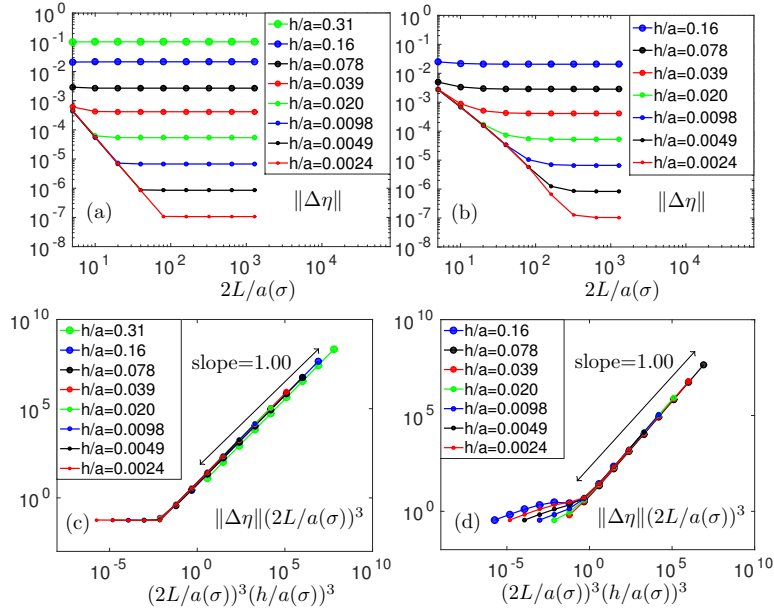 10^1
10^0
10^-1
10^-2
10^-3
10^-4
10^-5
10^-6
10^-7
10^-8
h/a=0.31
h/a=0.16
h/a=0.078
h/a=0.039
h/a=0.020
h/a=0.0098
h/a=0.0049
h/a=0.0024
(a)
‖Δη‖
10^1
10^2
10^3
10^4
2L/a(σ)
10^0
10^-1
10^-2
10^-3
10^-4
10^-5
10^-6
10^-7
10^-8
h/a=0.16
h/a=0.078
h/a=0.039
h/a=0.020
h/a=0.0098
h/a=0.0049
h/a=0.0024
(b)
‖Δη‖
10^1
10^2
10^3
10^4
2L/a(σ)
10^10
10^5
10^0
h/a=0.31
h/a=0.16
h/a=0.078
h/a=0.039
h/a=0.020
h/a=0.0098
h/a=0.0049
h/a=0.0024
slope=1.00
(c)
‖Δη‖(2L/a(σ))^3
10^-5
10^0
10^5
10^10
(2L/a(σ))^3(h/a(σ))^3
10^10
10^5
10^0
h/a=0.16
h/a=0.078
h/a=0.039
h/a=0.020
h/a=0.0098
h/a=0.0049
h/a=0.0024
slope=1.00
(d)
‖Δη‖(2L/a(σ))^3
10^-5
10^0
10^5
10^10
(2L/a(σ))^3(h/a(σ))^3